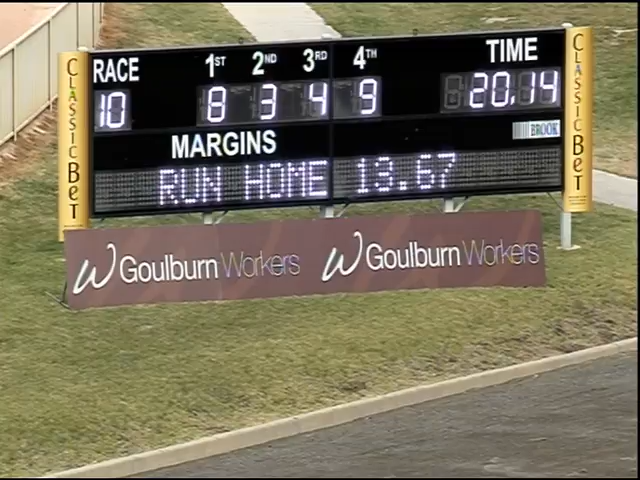 RACE 1ST 2ND 3RD 4TH TIME
10 8 3 4 9 20.14
MARGINS BROOK
RUN HOME 13.67
CLASSICBET
CLASSICBET
W Goulburn Workers W Goulburn Workers